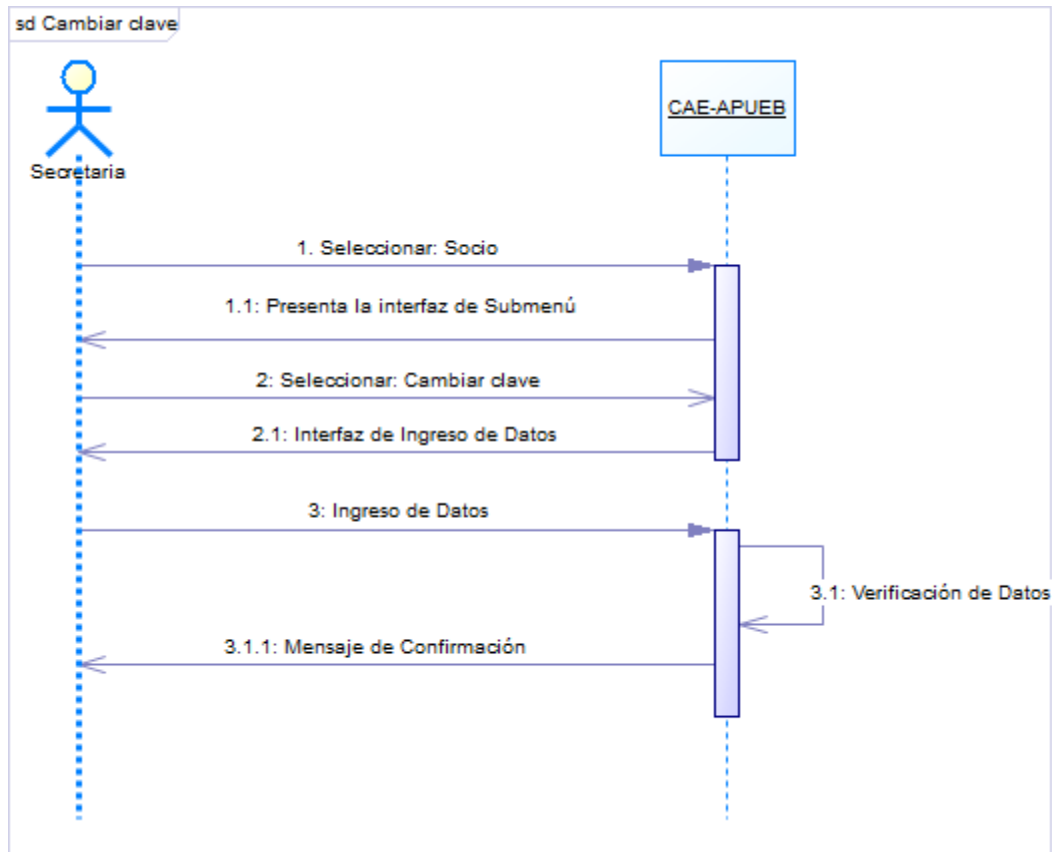 sd Cambiar clave
CAE-APUEB
Secretaria
1. Seleccionar: Socio
1.1: Presenta la interfaz de Submenú
2: Seleccionar: Cambiar clave
2.1: Interfaz de Ingreso de Datos
3: Ingreso de Datos
3.1: Verificación de Datos
3.1.1: Mensaje de Confirmación